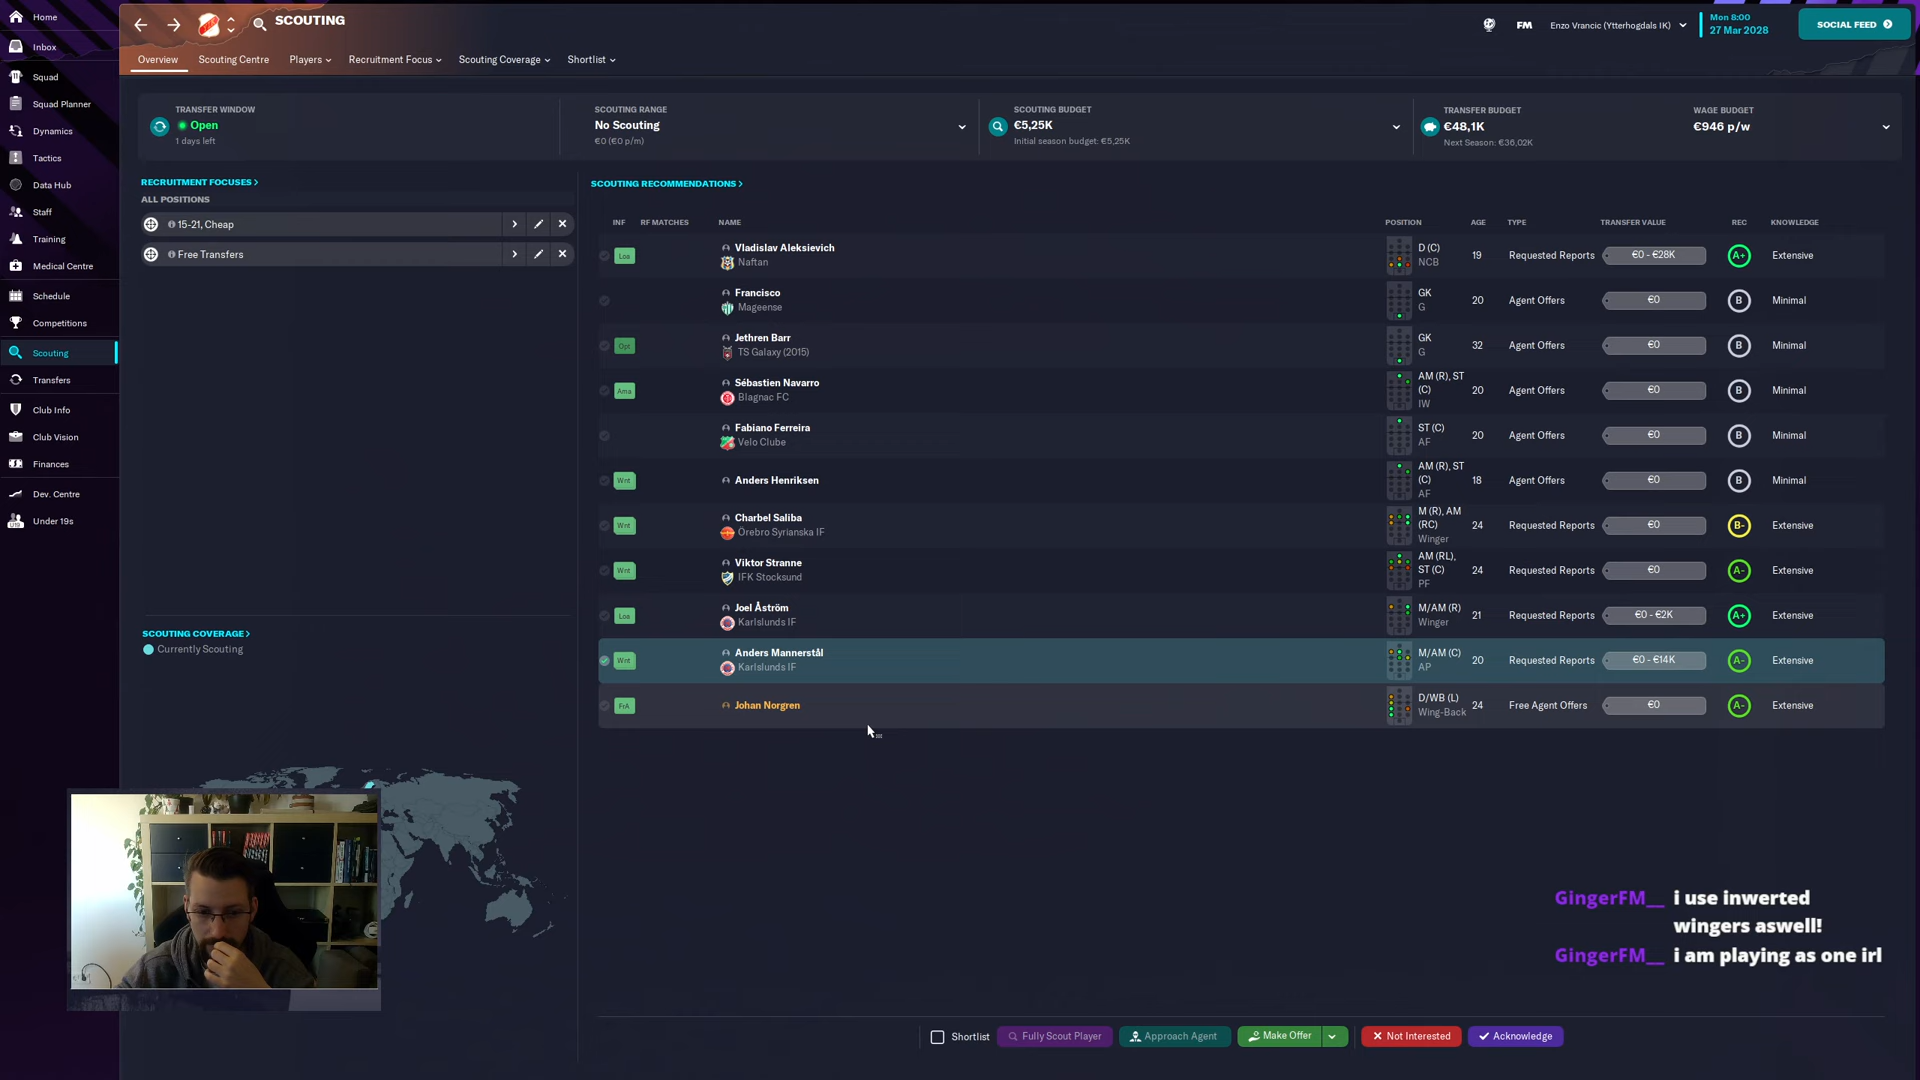 Home
SCOUTING
FM
Enzo Vrancic (Ytterhogdals IK)
Mon 8:00
27 Mar 2028
SOCIAL FEED
Inbox
Squad
Squad Planner
Dynamics
Tactics
Data Hub
Staff
Training
Medical Centre
Schedule
Competitions
Scouting
Transfers
Club Info
Club Vision
Finances
Dev. Centre
Under 19s
Overview
Scouting Centre
Players
Recruitment Focus
Scouting Coverage
Shortlist
TRANSFER WINDOW
Open
1 days left
SCOUTING RANGE
No Scouting
€0 (€0 p/m)
SCOUTING BUDGET
€5,25K
Initial season budget: €5,25K
TRANSFER BUDGET
€48,1K
Next Season: €36,02K
WAGE BUDGET
€946 p/w
RECRUITMENT FOCUSES >
ALL POSITIONS
15-21, Cheap
Free Transfers
SCOUTING COVERAGE >
Currently Scouting
SCOUTING RECOMMENDATIONS >
INF RF MATCHES NAME POSITION AGE TYPE TRANSFER VALUE REC KNOWLEDGE
Loa Vladislav Aleksievich D (C) 19 Requested Reports €0 - €28K A+ Extensive
Naftan NCB
Francisco GK 20 Agent Offers €0 B Minimal
Mageense G
Opt Jethren Barr GK 32 Agent Offers €0 B Minimal
TS Galaxy (2015) G
Ama Sébastien Navarro AM (R), ST (C) 20 Agent Offers €0 B Minimal
Blagnac FC IW
Fabiano Ferreira ST (C) 20 Agent Offers €0 B Minimal
Velo Clube AF
Wnt Anders Henriksen AM (R), ST (C) 18 Agent Offers €0 B Minimal
AF
Wnt Charbel Saliba M (R), AM (RC) 24 Requested Reports €0 B- Extensive
Örebro Syrianska IF Winger
Wnt Viktor Stranne AM (RL), ST (C) 24 Requested Reports €0 A- Extensive
IFK Stocksund PF
Loa Joel Åström M/AM (R) 21 Requested Reports €0 - €2K A+ Extensive
Karlslunds IF Winger
Wnt Anders Mannerstål M/AM (C) 20 Requested Reports €0 - €14K A- Extensive
Karlslunds IF AP
FrA Johan Norgren D/WB (L) 24 Free Agent Offers €0 A- Extensive
Wing-Back
GingerFM__ i use inwerted
wingers aswell!
GingerFM__ i am playing as one irl
Shortlist
Fully Scout Player
Approach Agent
Make Offer
Not Interested
Acknowledge